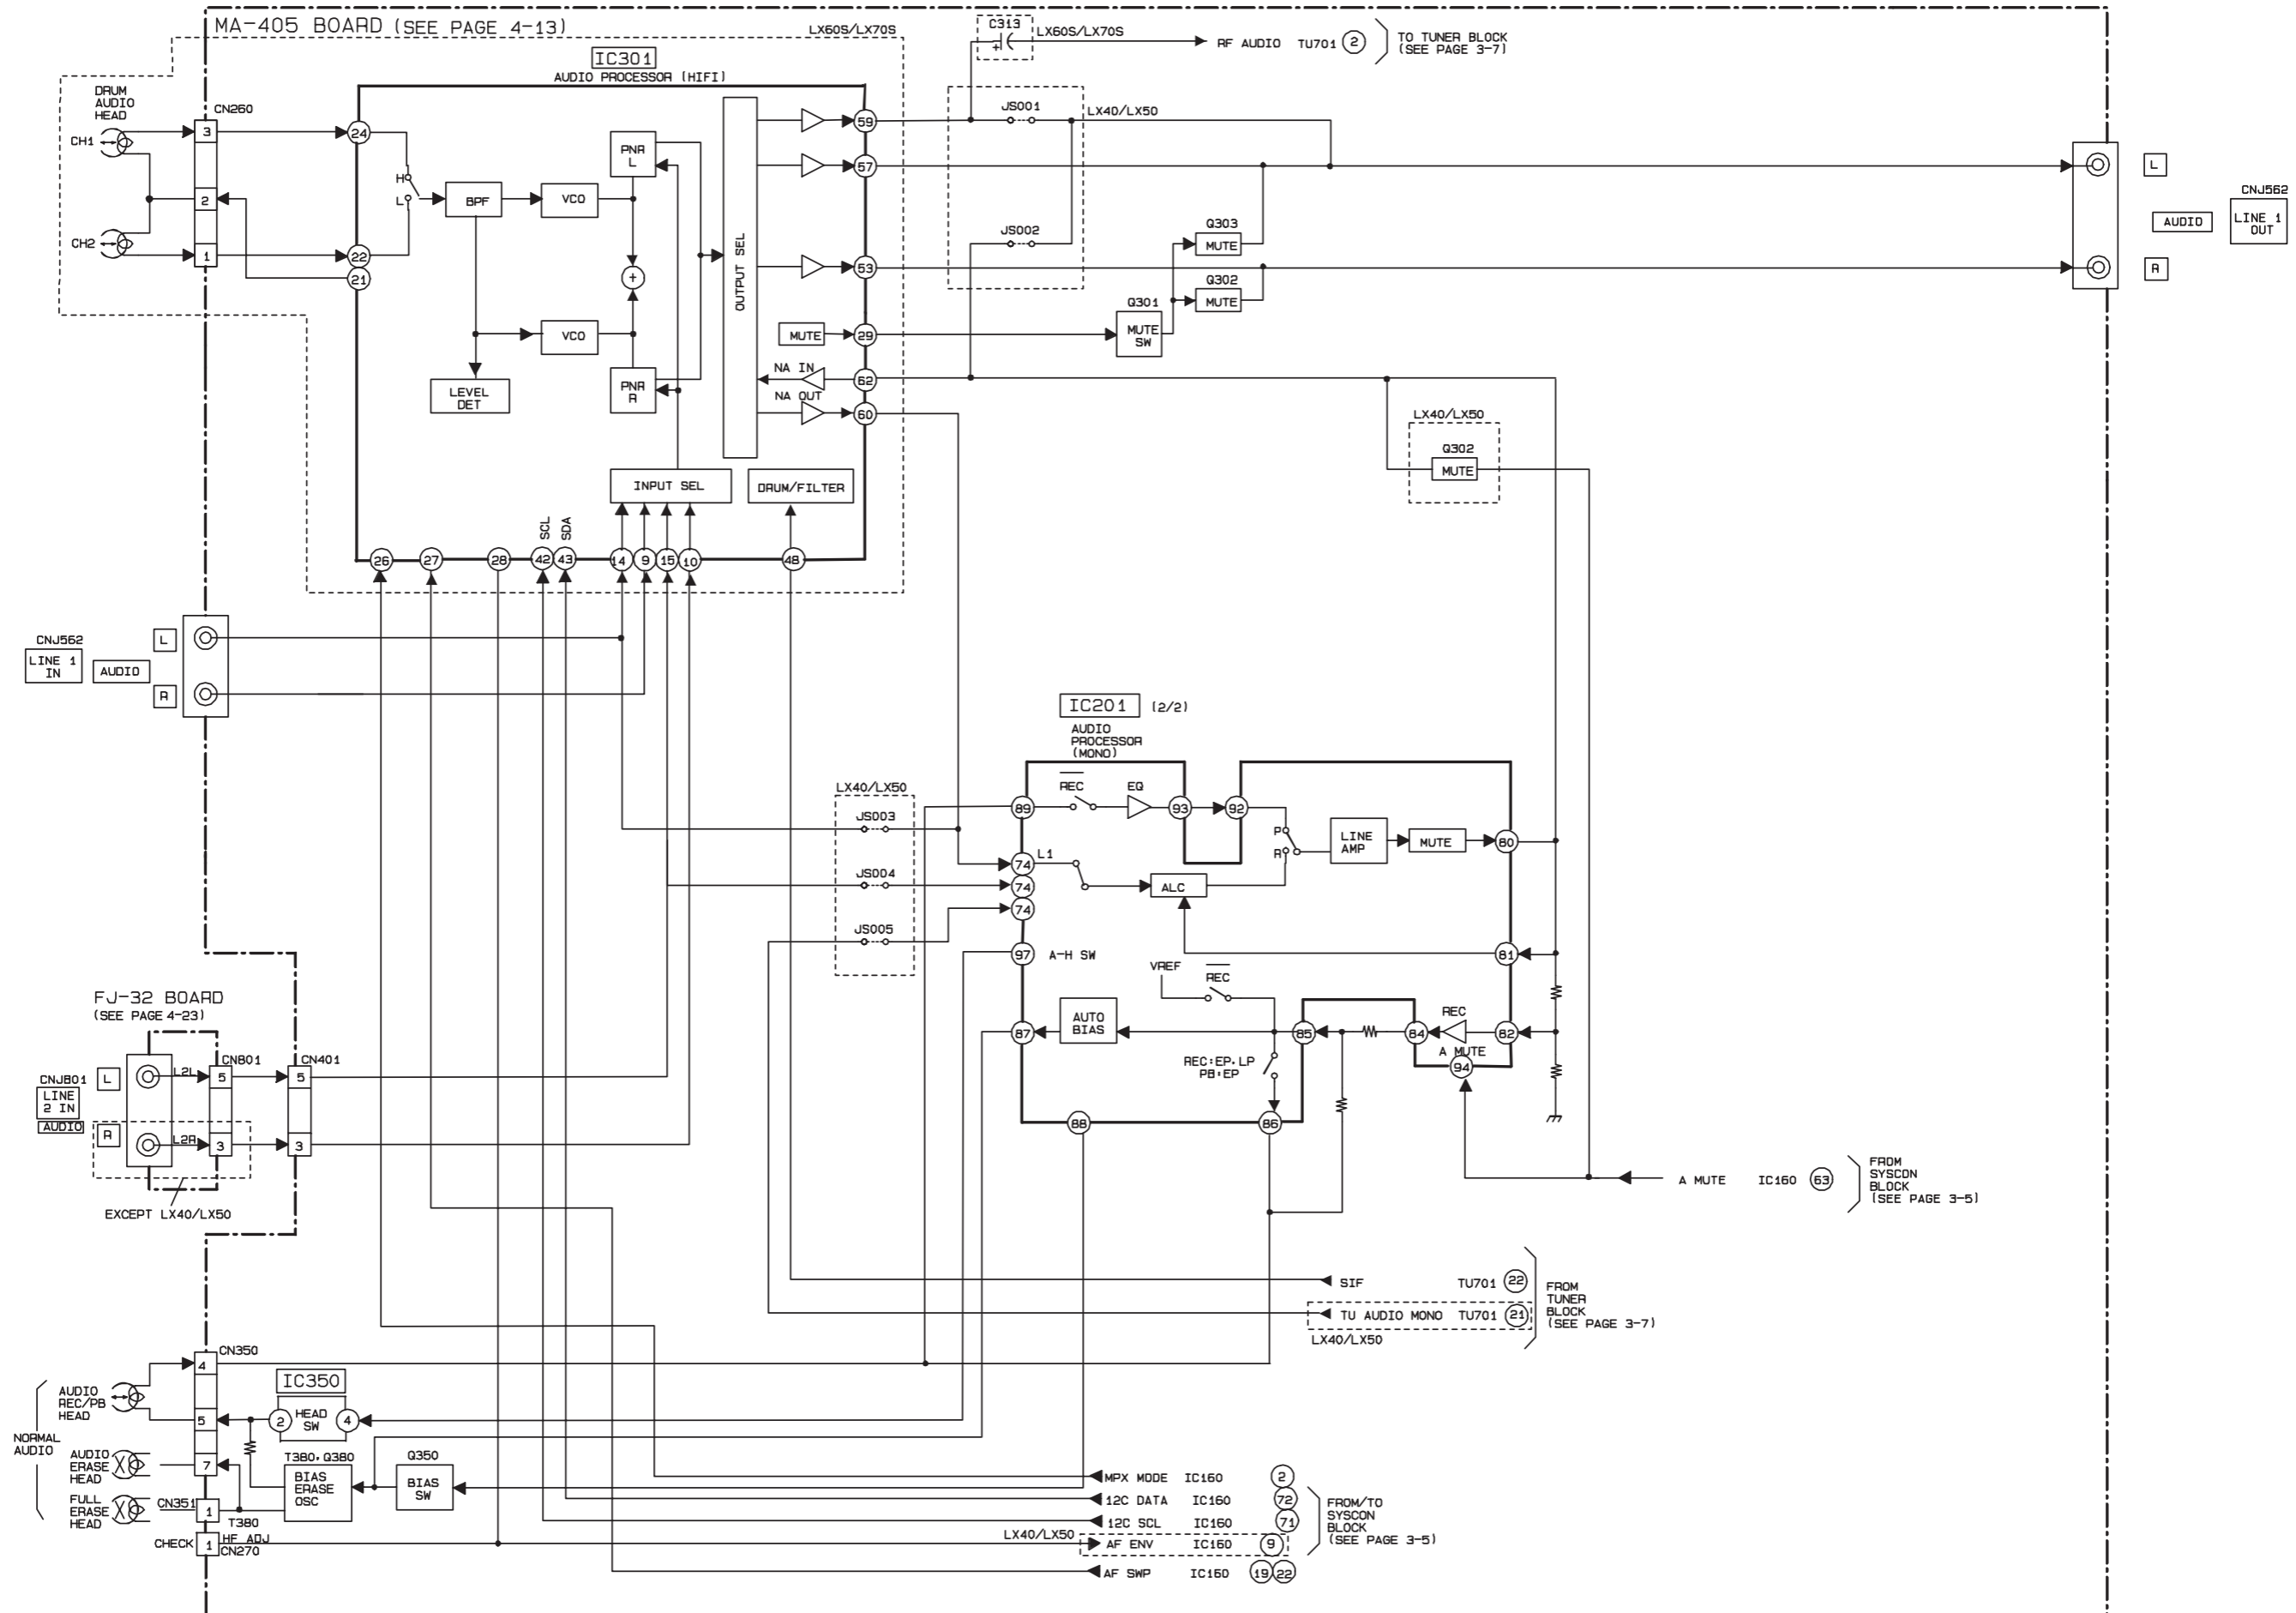 MA-405 BOARD (SEE PAGE 4-13)
LX60S/LX70S
C313
+
LX60S/LX70S
RF AUDIO TU701 2
TO TUNER BLOCK
(SEE PAGE 3-7)
IC301
AUDIO PROCESSOR (HIFI)
DRUM
AUDIO
HEAD
CN260
CH1
3
2
CH2
1
24
22
21
H
L
BPF
VCO
VCO
LEVEL
DET
PNR
L
+
PNR
R
OUTPUT SEL
59
57
53
MUTE
29
NA IN
62
NA OUT
60
INPUT SEL
DRUM/FILTER
SCL
SDA
26
27
28
42
43
14
9
15
10
48
JS001
LX40/LX50
JS002
Q303
MUTE
Q302
MUTE
Q301
MUTE
SW
L
R
AUDIO
CNJ562
LINE 1
OUT
LX40/LX50
Q302
MUTE
CNJ562
LINE 1
IN
AUDIO
L
R
IC201 (2/2)
AUDIO
PROCESSOR
(MONO)
LX40/LX50
JS003
JS004
JS005
89
REC
EQ
93
92
P
R
LINE
AMP
MUTE
80
74
L1
74
74
ALC
97
A-H SW
81
VREF
REC
87
AUTO
BIAS
85
84
REC
82
A MUTE
94
REC:EP,LP
PB:EP
88
86
FJ-32 BOARD
(SEE PAGE 4-23)
CNJ801
LINE
2 IN
AUDIO
L
R
L2L
L2R
CN801
5
3
CN401
5
3
EXCEPT LX40/LX50
A MUTE IC160 63
FROM
SYSCON
BLOCK
(SEE PAGE 3-5)
SIF TU701 22
TU AUDIO MONO TU701 21
LX40/LX50
FROM
TUNER
BLOCK
(SEE PAGE 3-7)
NORMAL
AUDIO
AUDIO
REC/PB
HEAD
AUDIO
ERASE
HEAD
FULL
ERASE
HEAD
CN350
4
5
7
CN351
1
T380
CHECK
1
HF ADJ
CN270
IC350
2
HEAD
SW
4
T380,Q380
BIAS
ERASE
OSC
Q350
BIAS
SW
MPX MODE IC160 2
12C DATA IC160 72
12C SCL IC160 71
LX40/LX50
AF ENV IC160 9
AF SWP IC160 19 22
FROM/TO
SYSCON
BLOCK
(SEE PAGE 3-5)